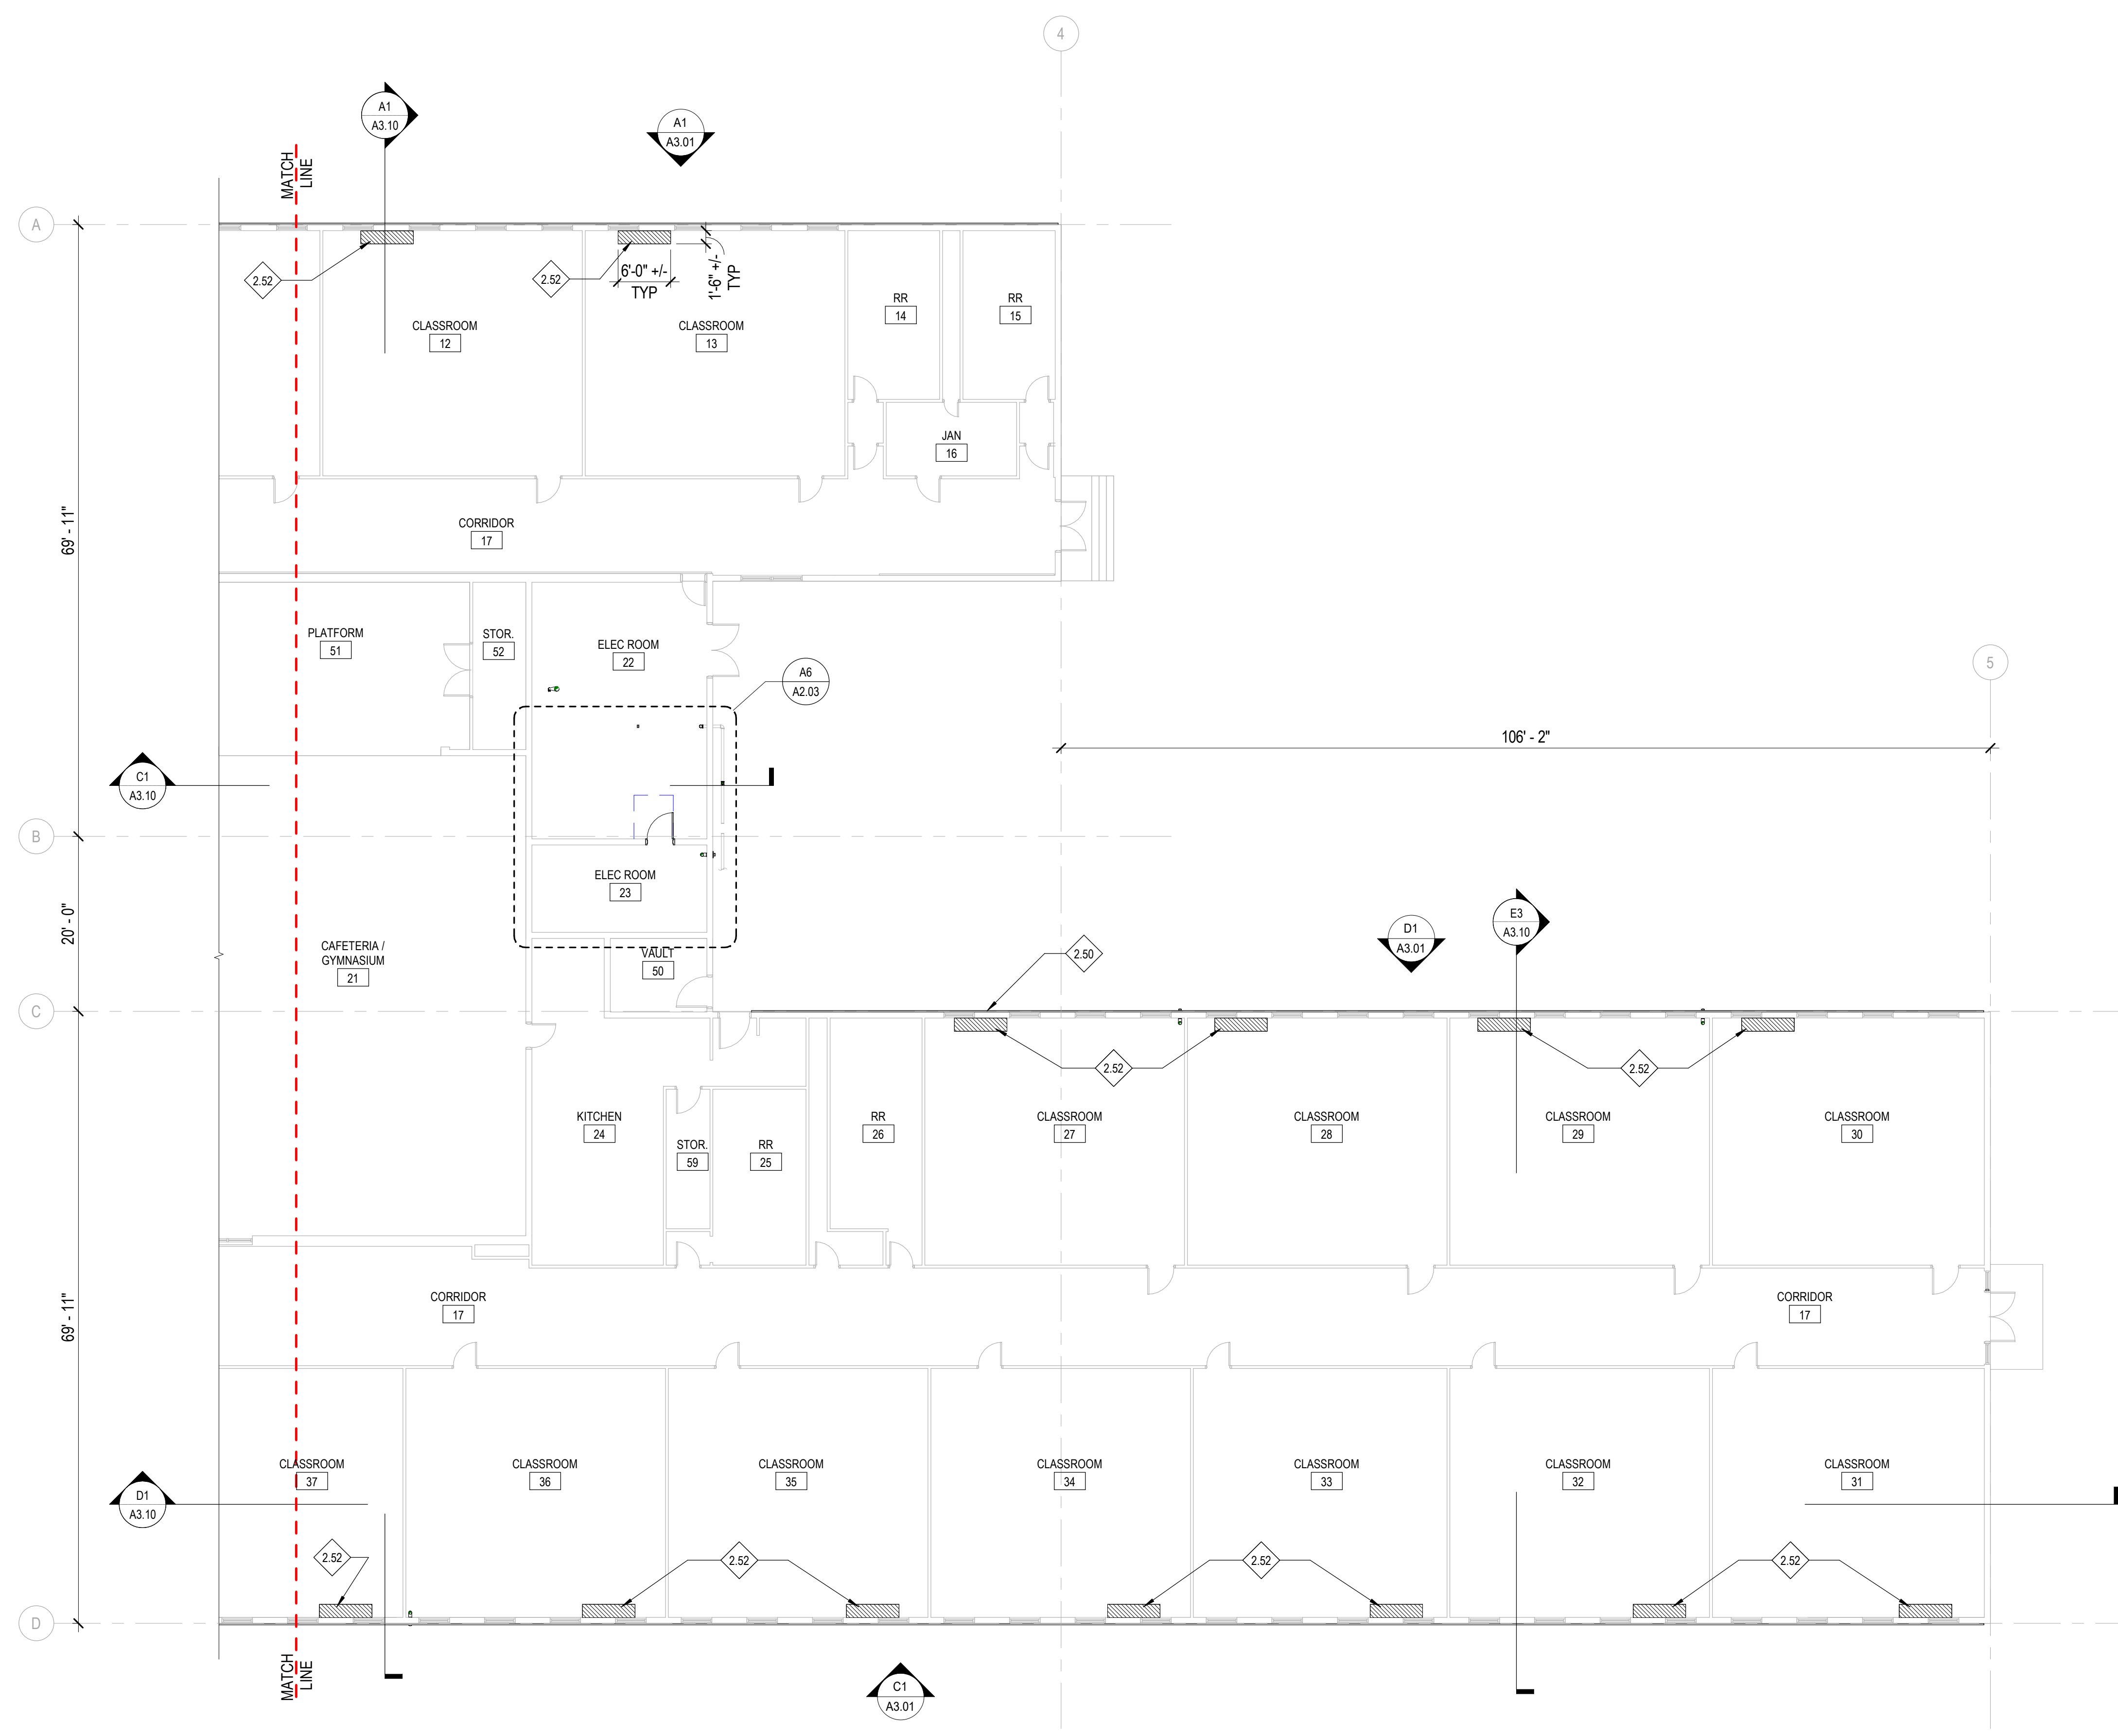 4
A1
A3.10
A1
A3.01
MATCH
LINE
A
2.52
2.52
6'-0" +/-
TYP
1'-6" +/-
TYP
CLASSROOM
12
CLASSROOM
13
RR
14
RR
15
JAN
16
69' - 11"
CORRIDOR
17
PLATFORM
51
STOR.
52
ELEC ROOM
22
A6
A2.03
5
106' - 2"
C1
A3.10
B
ELEC ROOM
23
20' - 0"
CAFETERIA /
GYMNASIUM
21
VAULT
50
2.50
D1
A3.01
E3
A3.10
C
2.52
2.52
KITCHEN
24
STOR.
59
RR
25
RR
26
CLASSROOM
27
CLASSROOM
28
CLASSROOM
29
CLASSROOM
30
69' - 11"
CORRIDOR
17
CORRIDOR
17
CLASSROOM
37
CLASSROOM
36
CLASSROOM
35
CLASSROOM
34
CLASSROOM
33
CLASSROOM
32
CLASSROOM
31
D1
A3.10
2.52
2.52
2.52
2.52
D
MATCH
LINE
C1
A3.01